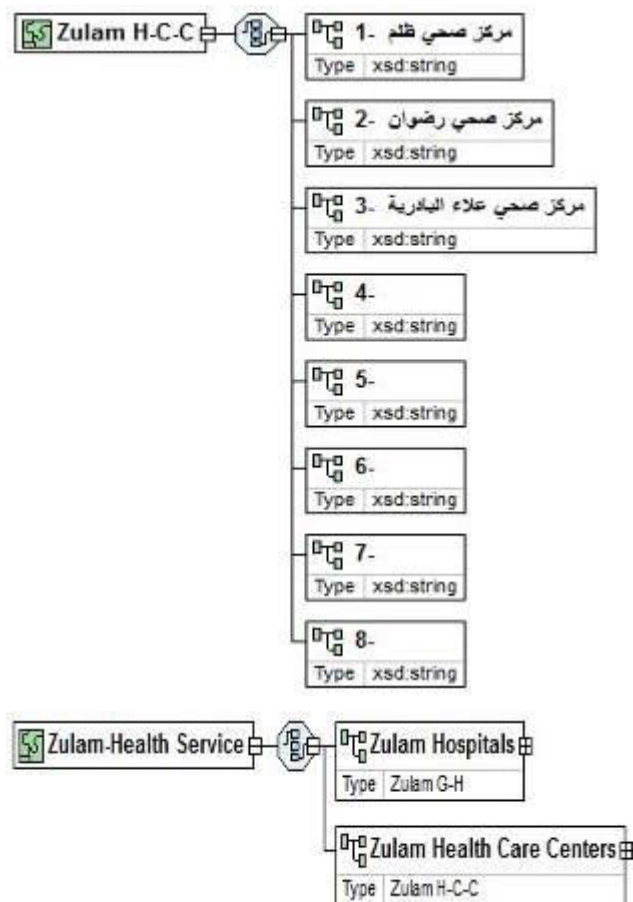 Zulam H-C-C
1- مركز صحي ظلم
Type xsd:string
2- مركز صحي رضوان
Type xsd:string
3- مركز صحي علاء البادرية
Type xsd:string
4-
Type xsd:string
5-
Type xsd:string
6-
Type xsd:string
7-
Type xsd:string
8-
Type xsd:string
Zulam-Health Service
Zulam Hospitals
Type Zulam G-H
Zulam Health Care Centers
Type Zulam H-C-C